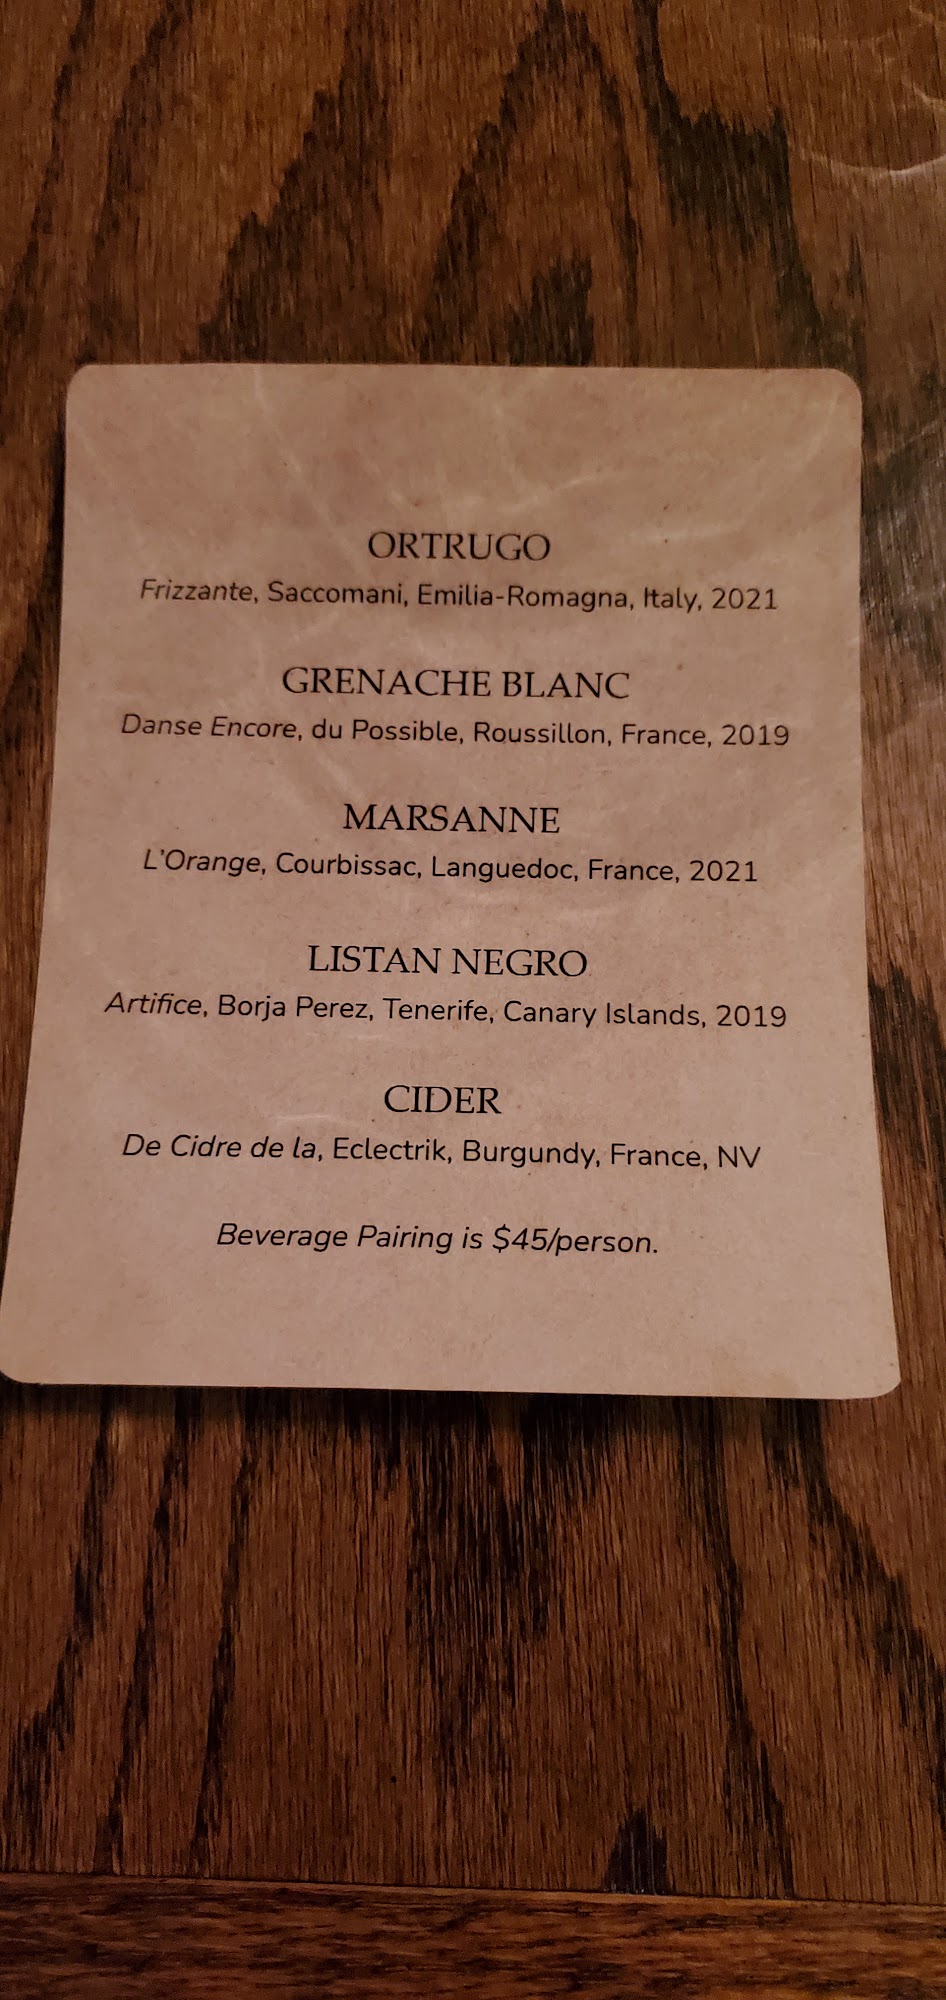 ORTRUGO
Frizzante, Saccomani, Emilia-Romagna, Italy, 2021
GRENACHE BLANC
Danse Encore, du Possible, Roussillon, France, 2019
MARSANNE
L'Orange, Courbissac, Languedoc, France, 2021
LISTAN NEGRO
Artifice, Borja Perez, Tenerife, Canary Islands, 2019
CIDER
De Cidre de la, Eclectrik, Burgundy, France, NV
Beverage Pairing is $45/person.